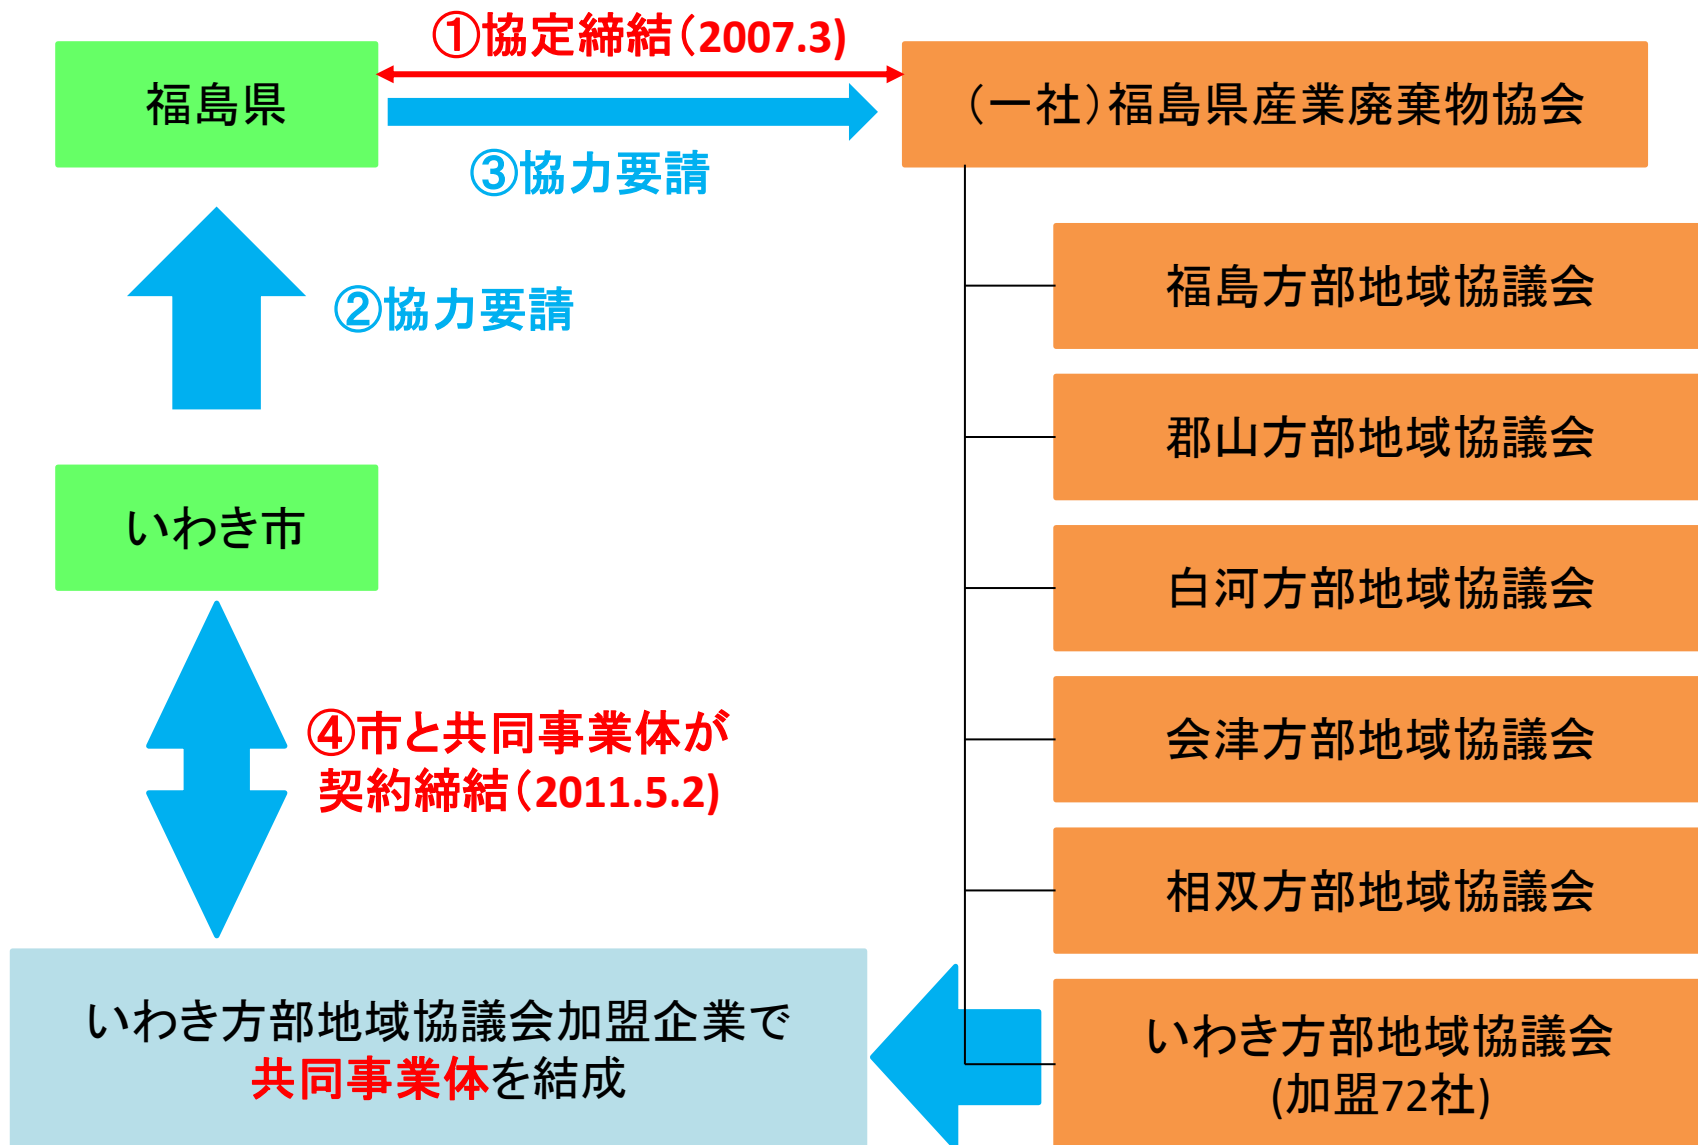 ①協定締結（2007.3)
福島県
（一社）福島県産業廃棄物協会
③協力要請
福島方部地域協議会
②協力要請
郡山方部地域協議会
いわき市
白河方部地域協議会
会津方部地域協議会
④市と共同事業体が
契約締結（2011.5.2)
相双方部地域協議会
いわき方部地域協議会加盟企業で
共同事業体を結成
いわき方部地域協議会
(加盟72社)